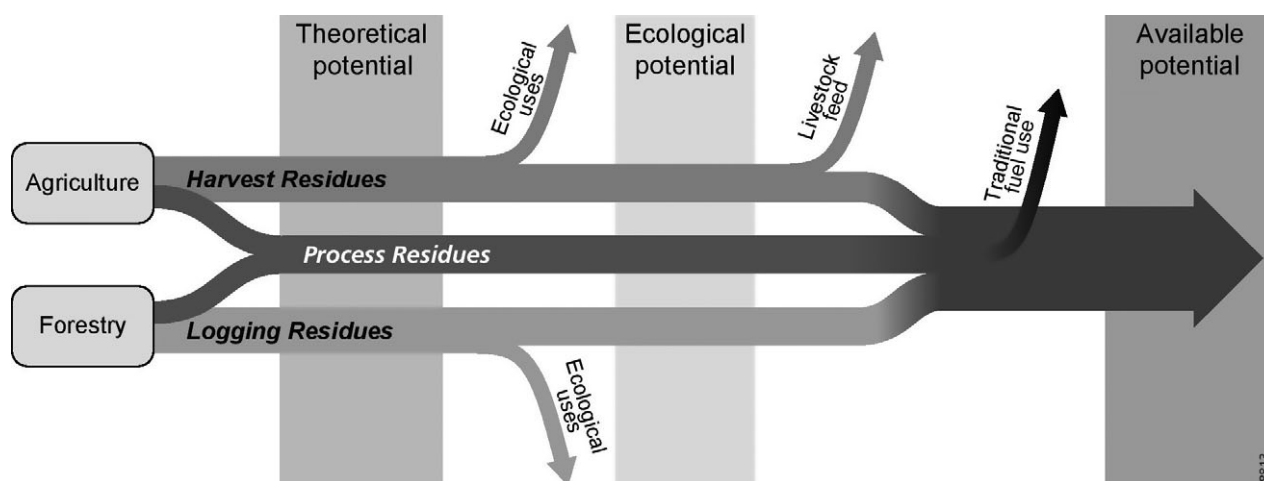 Theoretical
potential
Ecological
uses
Ecological
potential
Livestock
feed
Available
potential
Traditional
fuel use
Agriculture
Harvest Residues
Process Residues
Forestry
Logging Residues
Ecological
uses